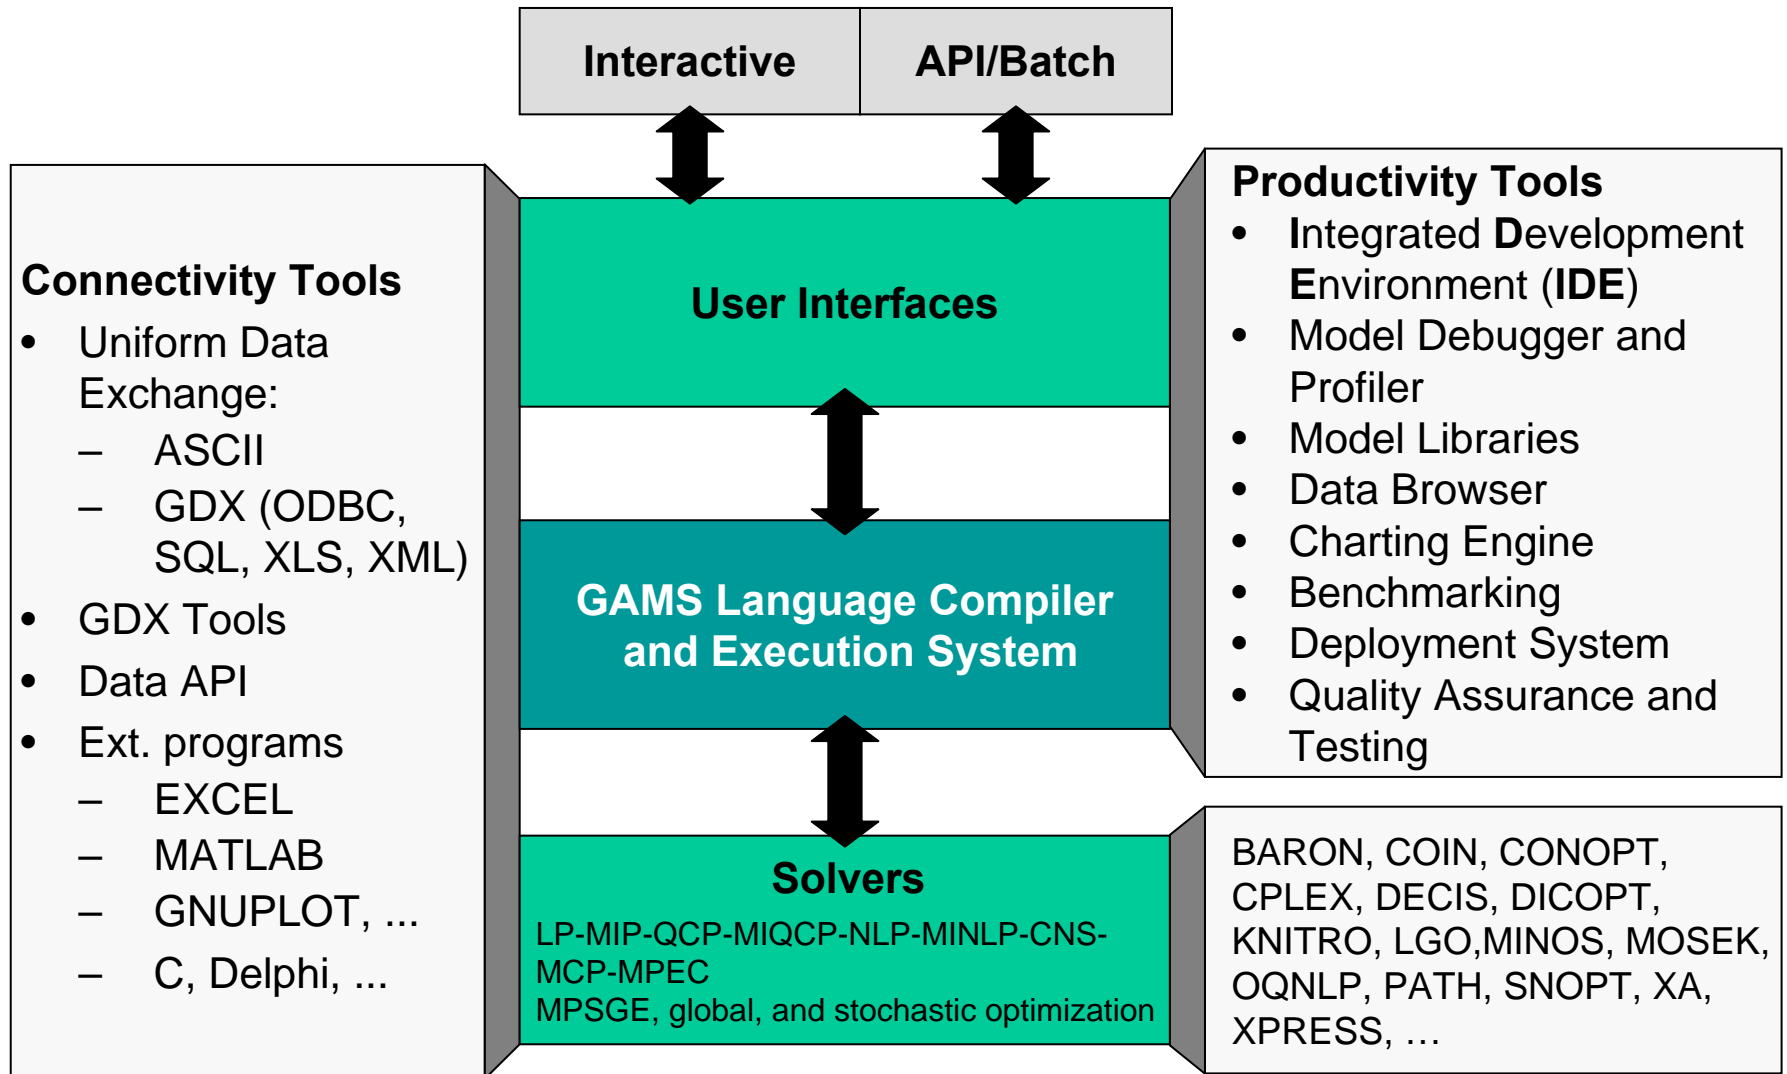 Interactive
API/Batch
Connectivity Tools
• Uniform Data
Exchange:
– ASCII
– GDX (ODBC,
SQL, XLS, XML)
• GDX Tools
• Data API
• Ext. programs
– EXCEL
– MATLAB
– GNUPLOT, ...
– C, Delphi, ...
User Interfaces
GAMS Language Compiler
and Execution System
Solvers
LP-MIP-QCP-MIQCP-NLP-MINLP-CNS-
MCP-MPEC
MPSGE, global, and stochastic optimization
Productivity Tools
• Integrated Development
Environment (IDE)
• Model Debugger and
Profiler
• Model Libraries
• Data Browser
• Charting Engine
• Benchmarking
• Deployment System
• Quality Assurance and
Testing
BARON, COIN, CONOPT,
CPLEX, DECIS, DICOPT,
KNITRO, LGO,MINOS, MOSEK,
OQNLP, PATH, SNOPT, XA,
XPRESS, …